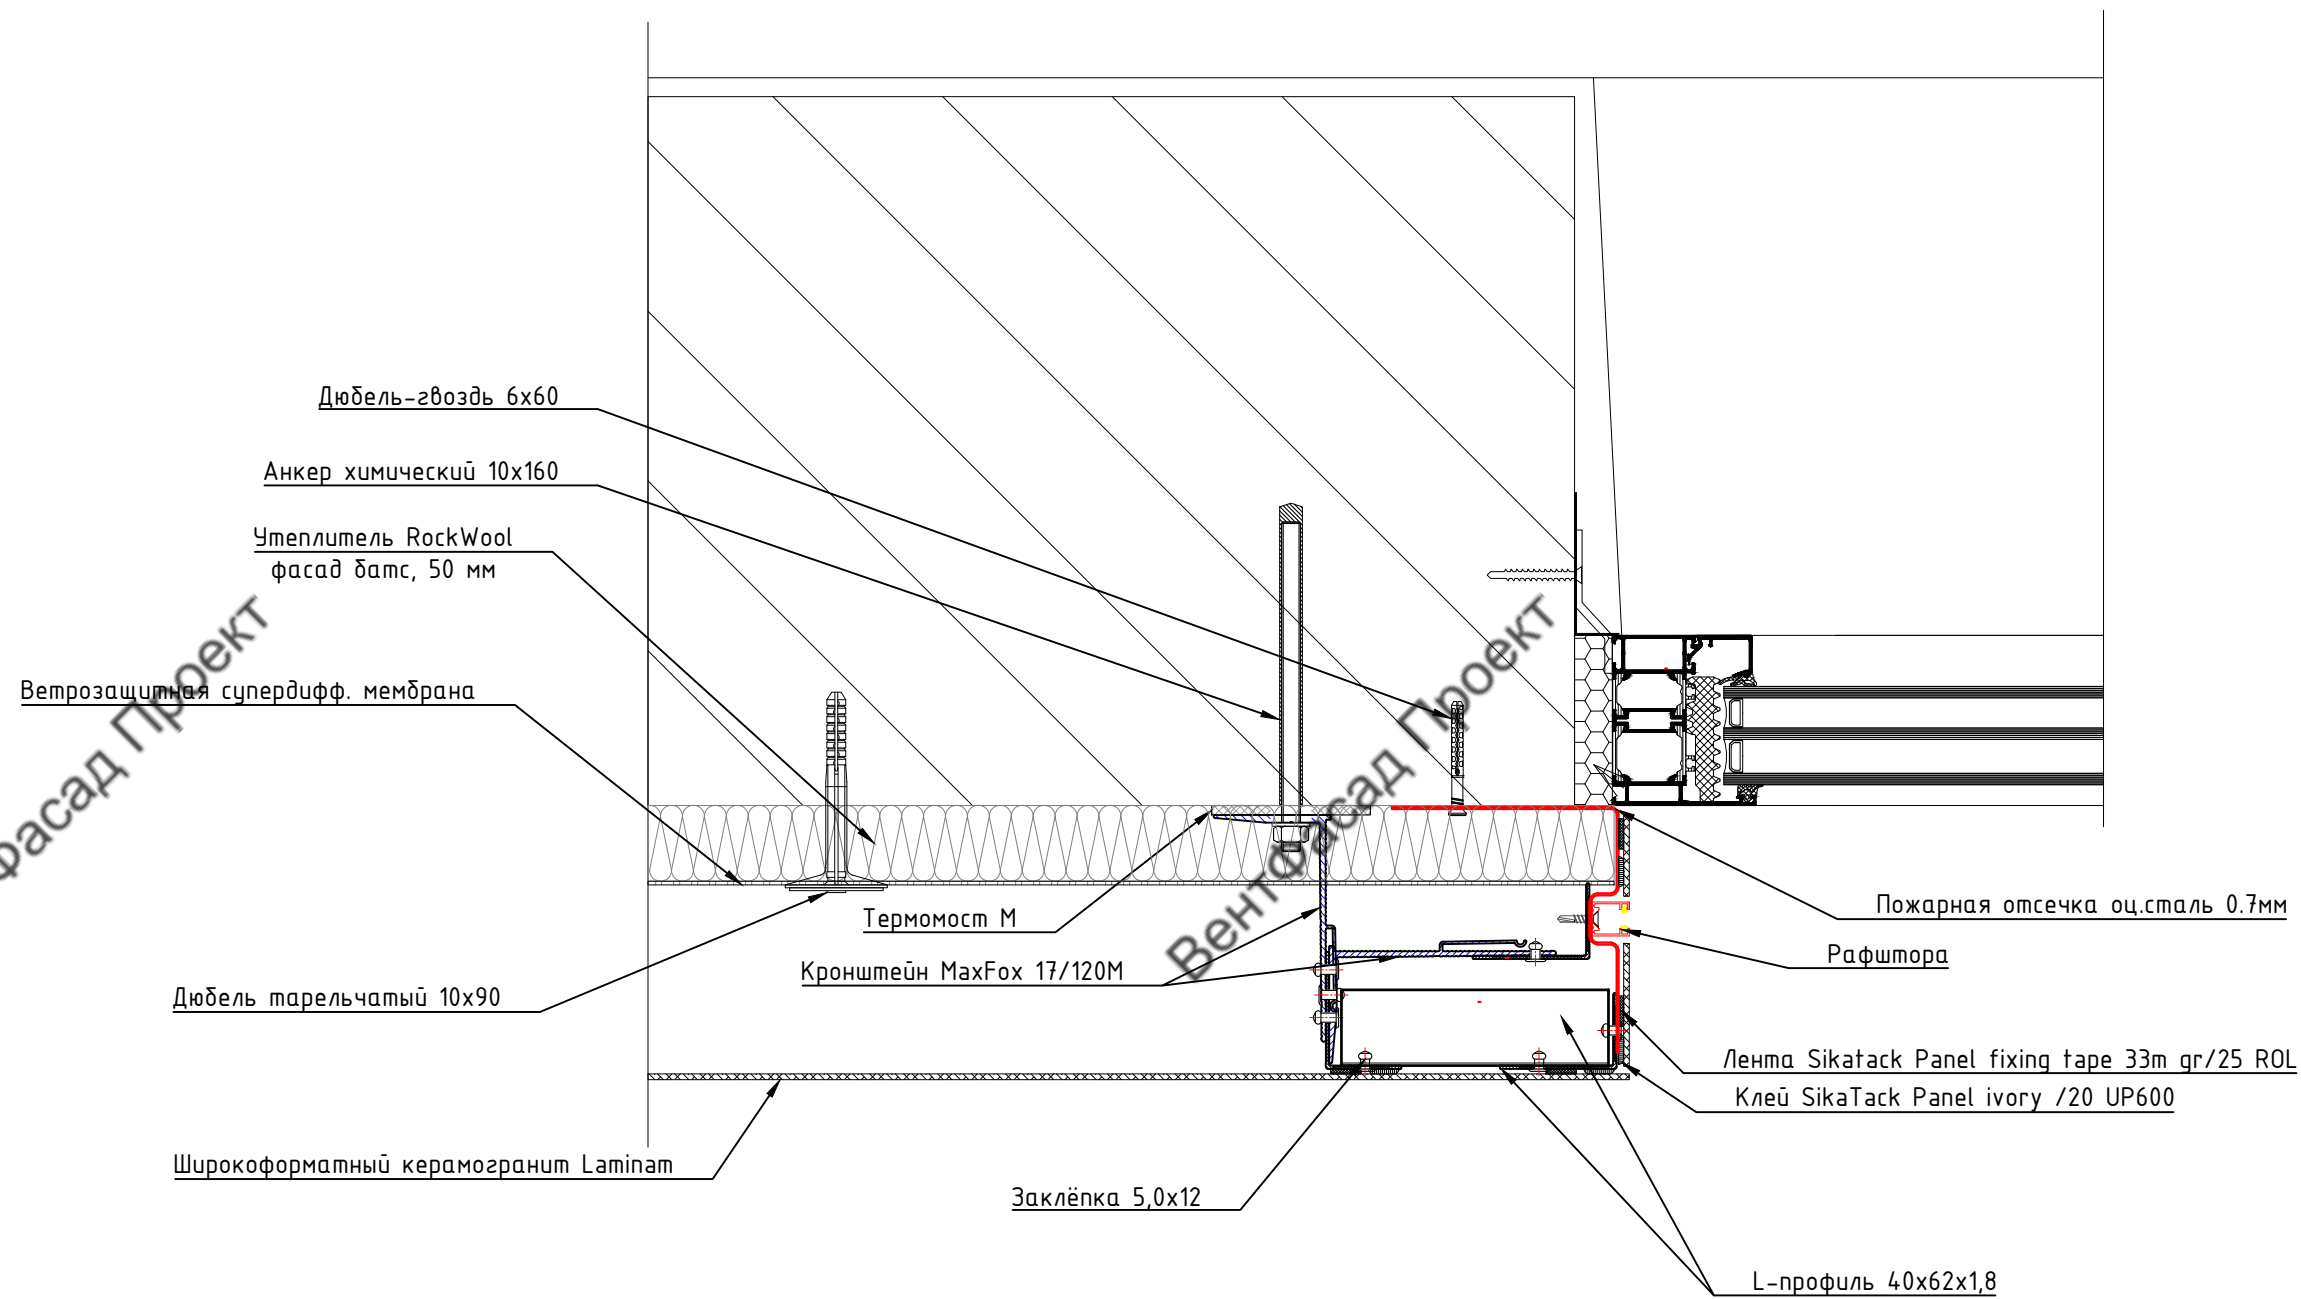 Дюбель-гвоздь 6х60
Анкер химический 10х160
Утеплитель RockWool
фасад батс, 50 мм
Ветрозащитная супердифф. мембрана
Фасад Проект
ВентФасад Проект
Термомост М
Пожарная отсечка оц.сталь 0.7мм
Рафштора
Кронштейн MaxFox 17/120М
Дюбель тарельчатый 10х90
Лента Sikatack Panel fixing tape 33m gr/25 ROL
Клей SikaTack Panel ivory /20 UP600
Широкоформатный керамогранит Laminam
Заклёпка 5,0х12
L-профиль 40х62х1,8